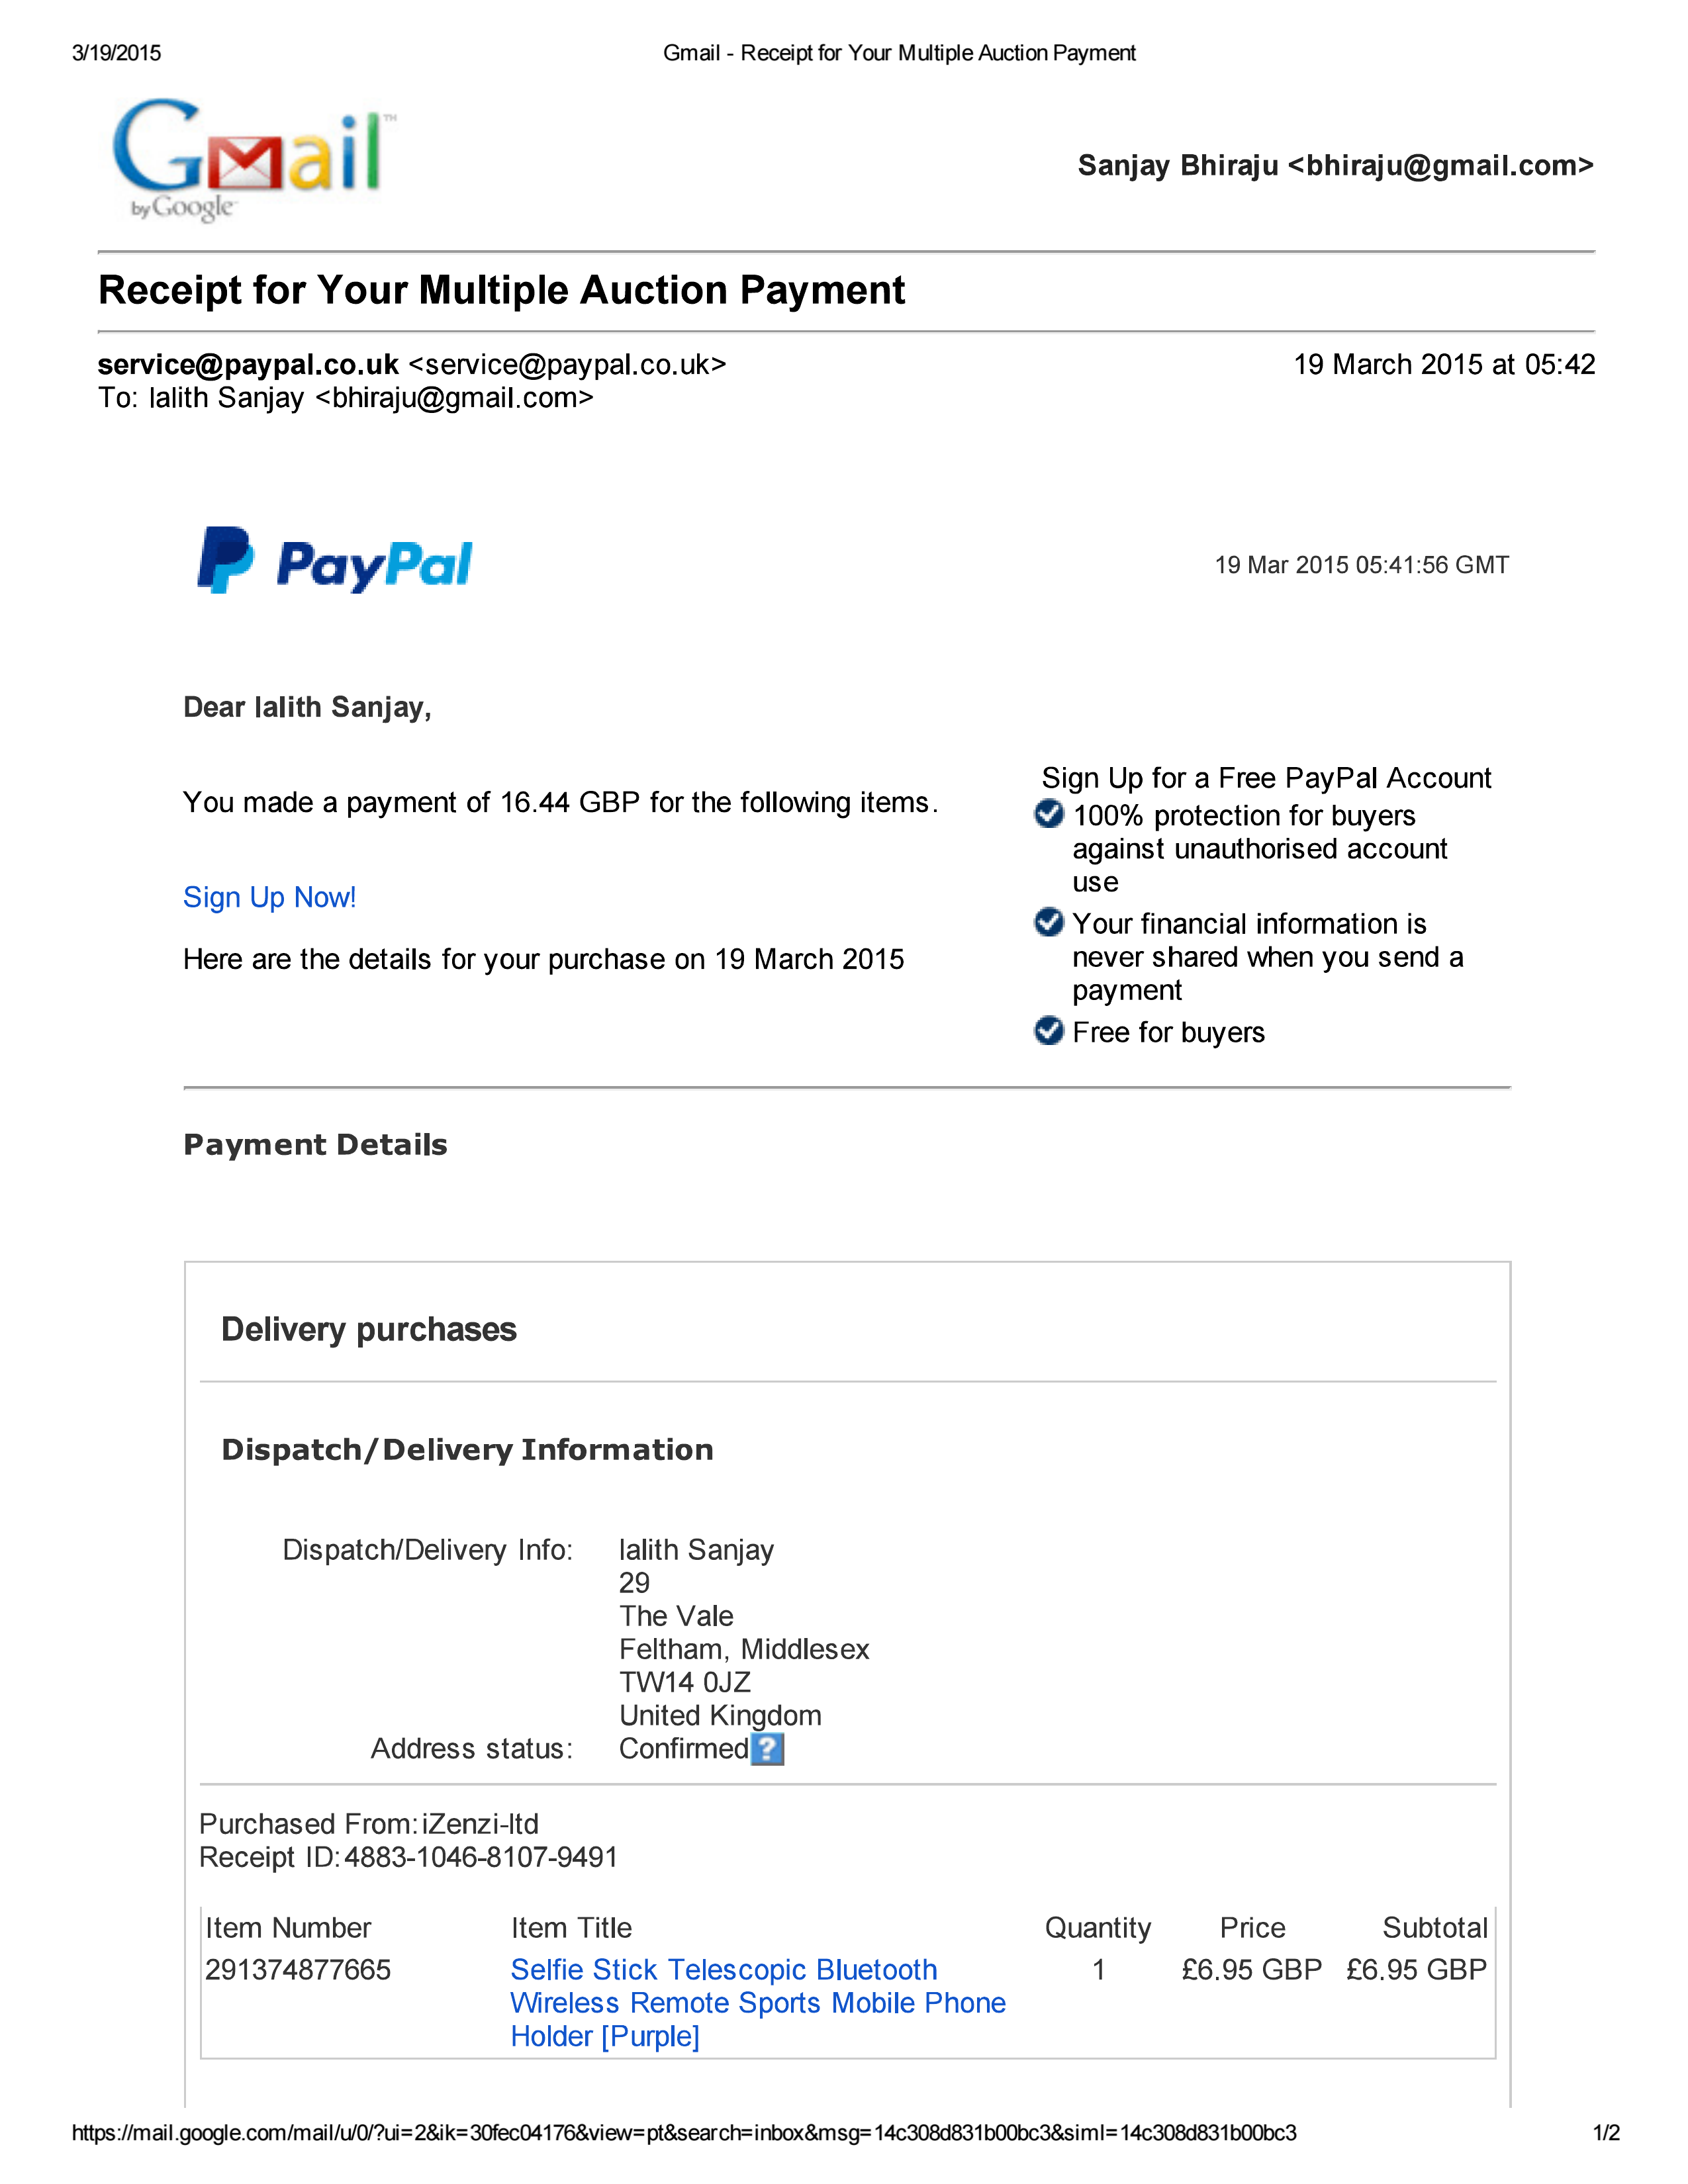 3/19/2015 Gmail - Receipt for Your Multiple Auction Payment
Gmail™
by Google
Sanjay Bhiraju <bhiraju@gmail.com>
Receipt for Your Multiple Auction Payment
service@paypal.co.uk <service@paypal.co.uk> 19 March 2015 at 05:42
To: lalith Sanjay <bhiraju@gmail.com>
PayPal 19 Mar 2015 05:41:56 GMT
Dear lalith Sanjay,
You made a payment of 16.44 GBP for the following items.
Sign Up Now!
Here are the details for your purchase on 19 March 2015
Sign Up for a Free PayPal Account
100% protection for buyers
against unauthorised account
use
Your financial information is
never shared when you send a
payment
Free for buyers
Payment Details
Delivery purchases
Dispatch/Delivery Information
Dispatch/Delivery Info: lalith Sanjay
29
The Vale
Feltham, Middlesex
TW14 0JZ
United Kingdom
Address status: Confirmed ?
Purchased From: iZenzi-ltd
Receipt ID: 4883-1046-8107-9491
Item Number Item Title Quantity Price Subtotal
291374877665 Selfie Stick Telescopic Bluetooth 1 £6.95 GBP £6.95 GBP
Wireless Remote Sports Mobile Phone
Holder [Purple]
https://mail.google.com/mail/u/0/?ui=2&ik=30fec04176&view=pt&search=inbox&msg=14c308d831b00bc3&siml=14c308d831b00bc3 1/2